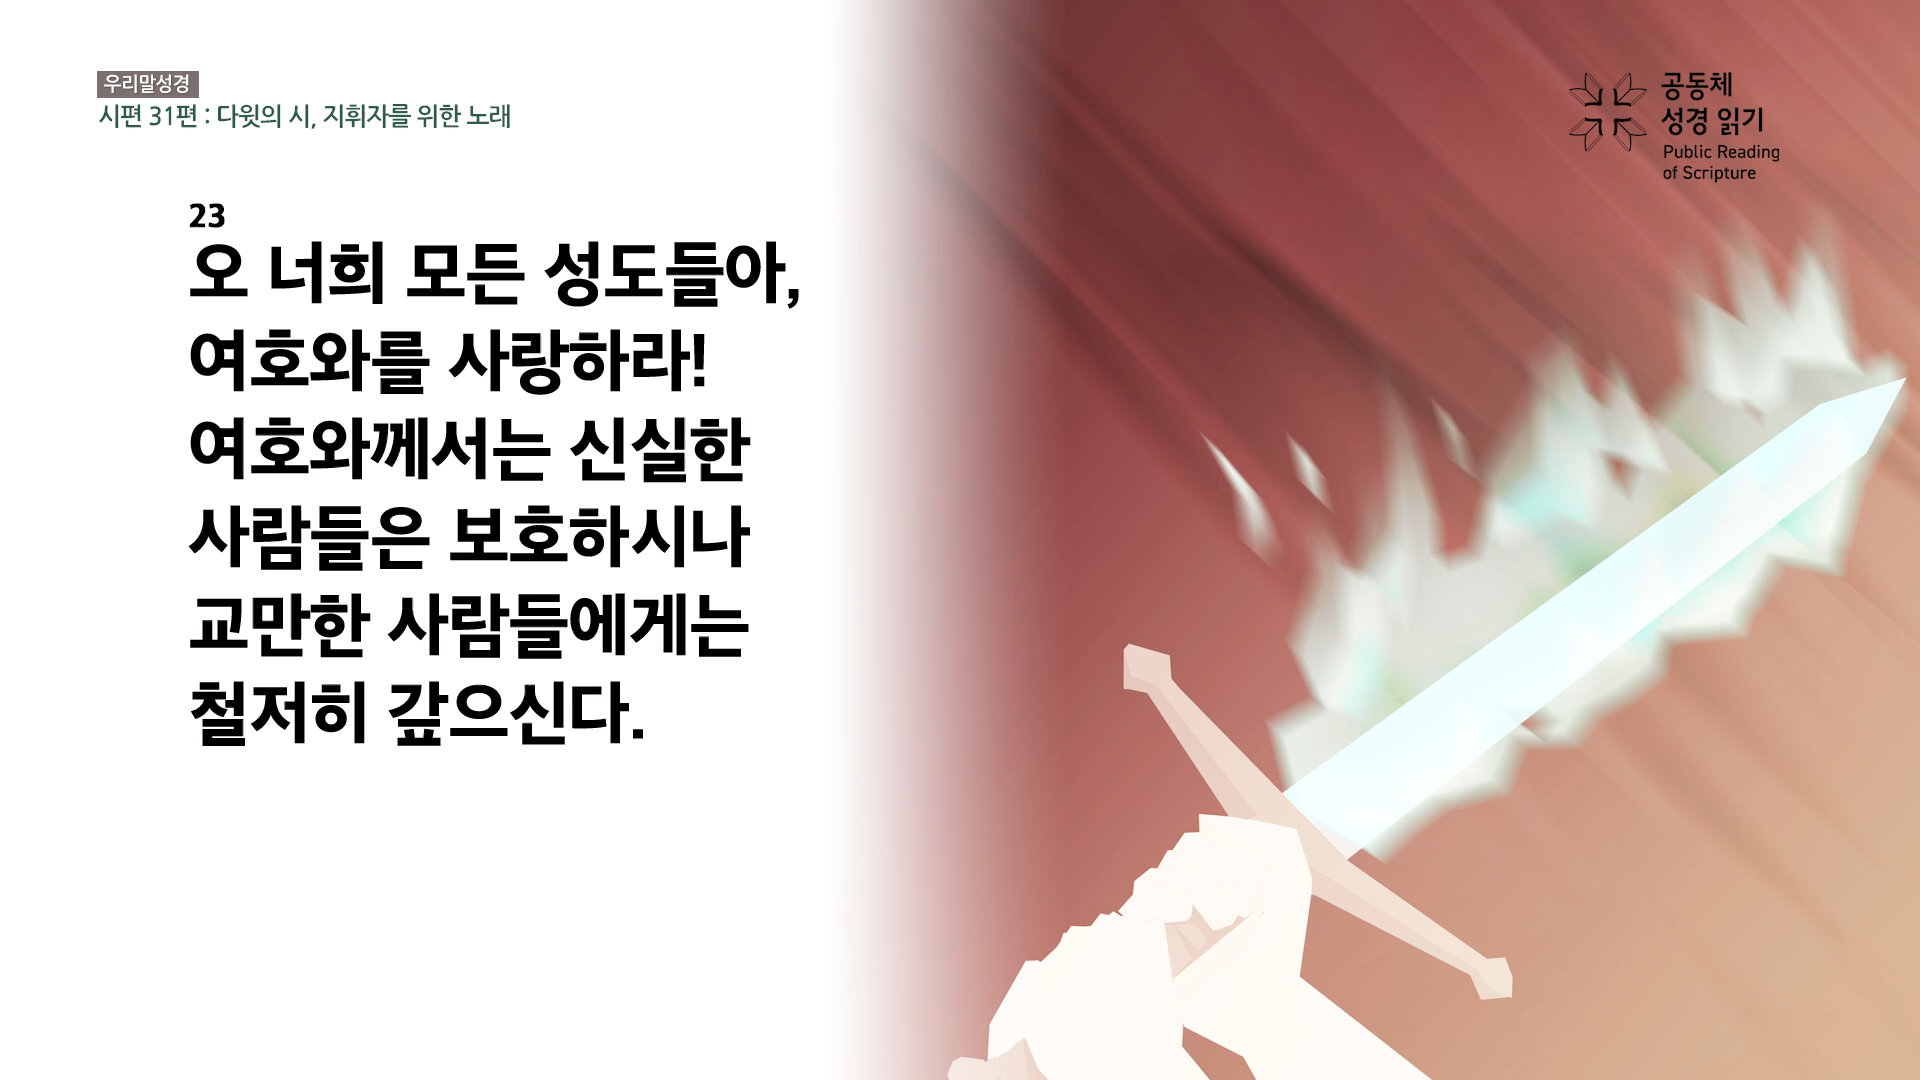 우리말성경
시편 31편 : 다윗의 시, 지휘자를 위한 노래
공동체
성경 읽기
Public Reading
of Scripture
23
오 너희 모든 성도들아,
여호와를 사랑하라!
여호와께서는 신실한
사람들은 보호하시나
교만한 사람들에게는
철저히 갚으신다.